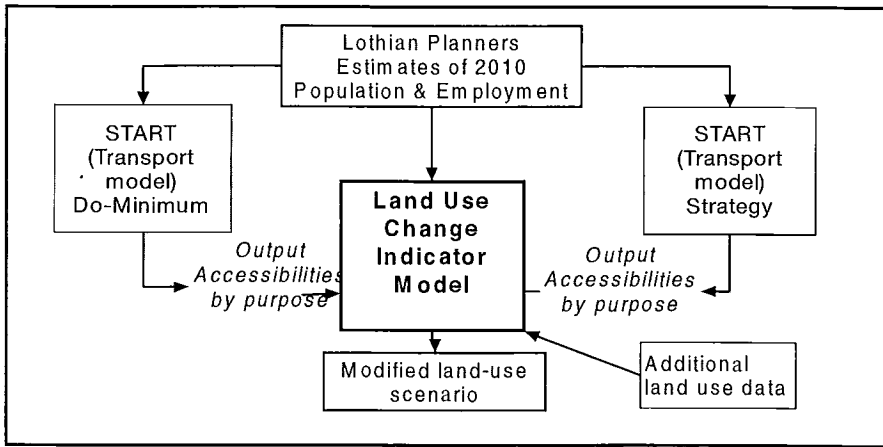 Lothian Planners
Estimates of 2010
Population & Employment
START
(Transport
model)
Do-Minimum
START
(Transport
model)
Strategy
Land Use
Change
Indicator
Model
Output
Accessibilities
by purpose
Output
Accessibilities
by purpose
Modified land-use
scenario
Additional
land use data